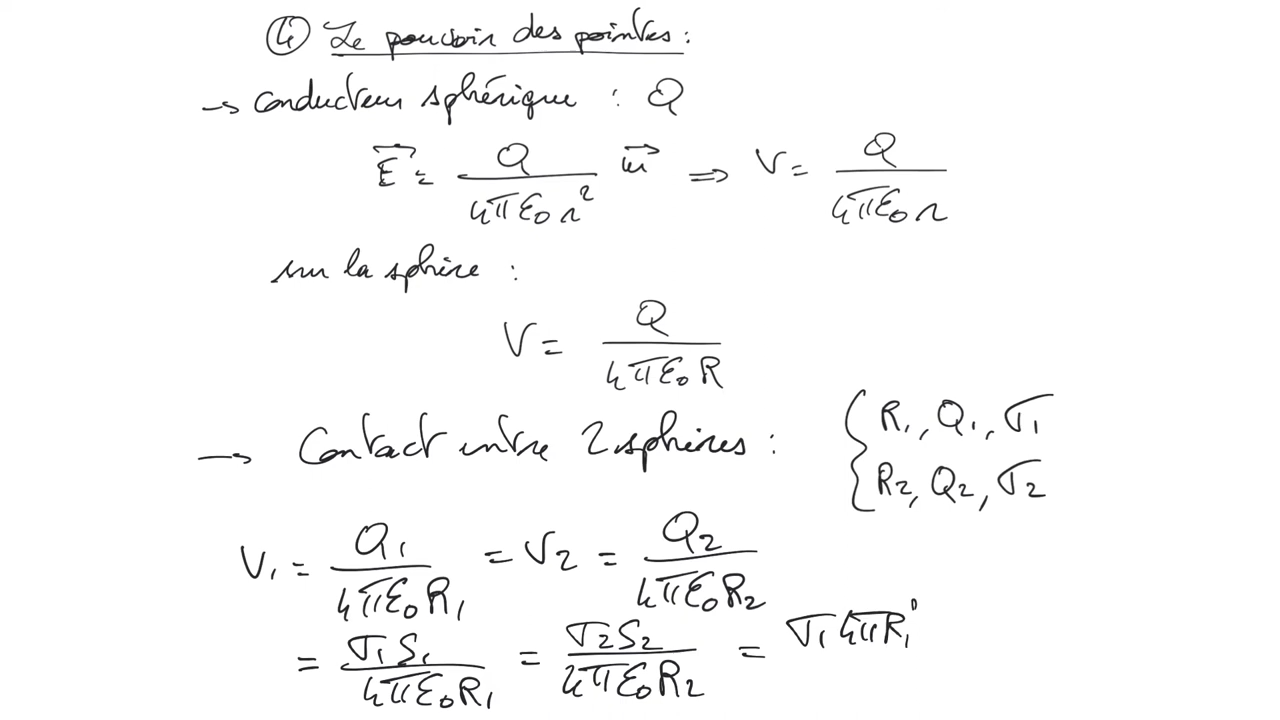 ④ Le pouvoir des pointes :
→ conducteur sphérique : Q
E⃗ = Q / 4πε₀r² u⃗r ⇒ V = Q / 4πε₀r
sur la sphère :
V = Q / 4πε₀R
→ Contact entre 2 sphères : { R₁, Q₁, σ₁
{ R₂, Q₂, σ₂
V₁ = Q₁ / 4πε₀R₁ = V₂ = Q₂ / 4πε₀R₂
= σ₁S₁ / 4πε₀R₁ = σ₂S₂ / 4πε₀R₂ = σ₁4πR₁